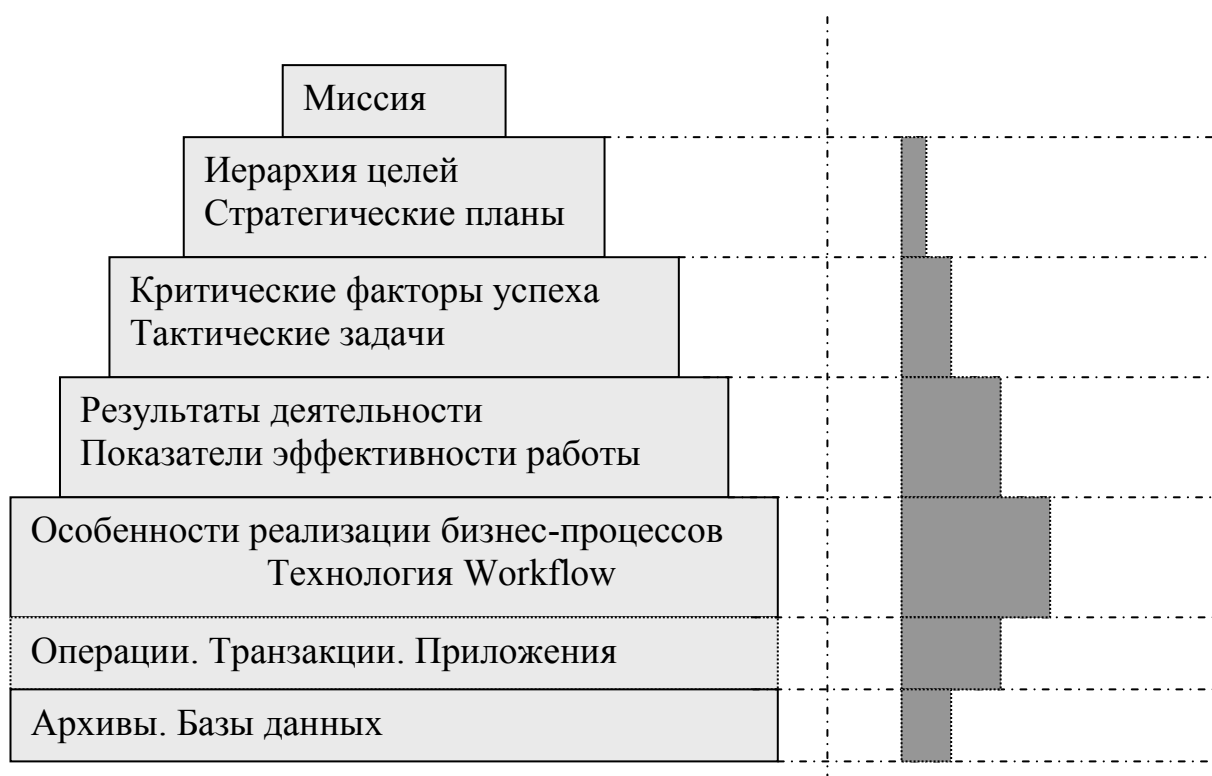 Миссия
Иерархия целей
Стратегические планы
Критические факторы успеха
Тактические задачи
Результаты деятельности
Показатели эффективности работы
Особенности реализации бизнес-процессов
Технология Workflow
Операции. Транзакции. Приложения
Архивы. Базы данных